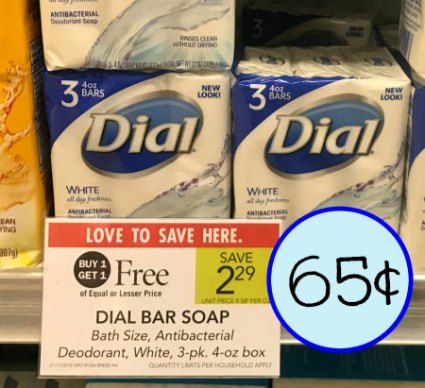 ANTIBACTERIAL
Deodorant Soap
RINSES CLEAN
WITHOUT DRYING
3 4oz BARS
NEW LOOK!
Dial
WHITE
all day freshness
ANTIBACTERIAL
3 4oz BARS
NEW LOOK!
Dial
WHITE
all day freshness
ANTIBACTERIAL
LOVE TO SAVE HERE.
BUY 1 GET 1 Free
of Equal or Lesser Price
SAVE
2.29
DIAL BAR SOAP
Bath Size, Antibacterial
Deodorant, White, 3-pk. 4-oz box
QUANTITY LIMITS PER HOUSEHOLD APPLY
65¢